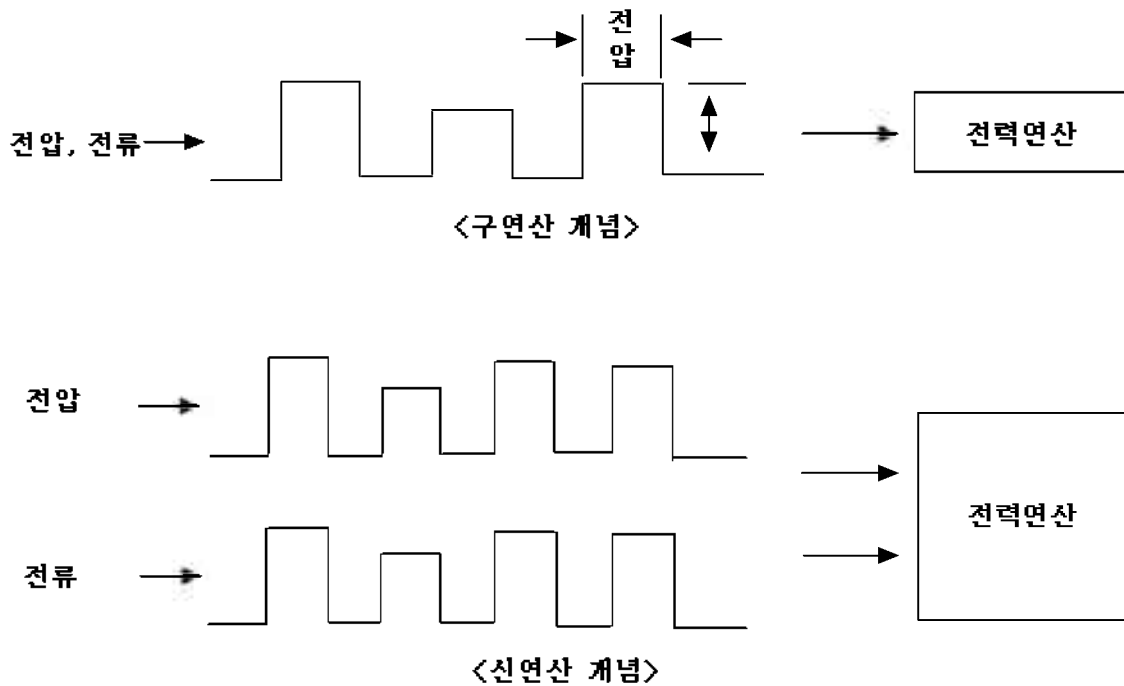 전
압
전압, 전류
전력연산
<구연산 개념>
전압
전력연산
전류
<신연산 개념>